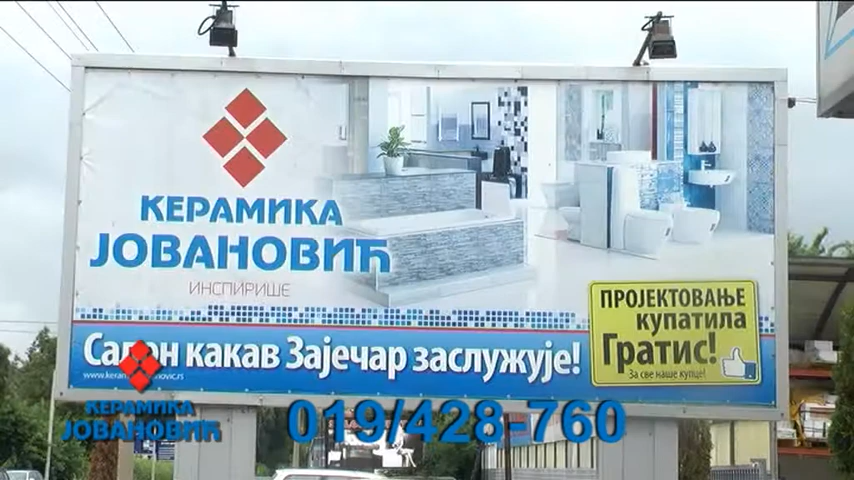 КЕРАМИКА
ЈОВАНОВИЋ
ИНСПИРИШЕ
ПРОЈЕКТОВАЊЕ
КУПАТИЛА
Гратис!
За све наше купце!
Салон какав Зајечар заслужује!
КЕРАМИКА
ЈОВАНОВИЋ
019/428-760